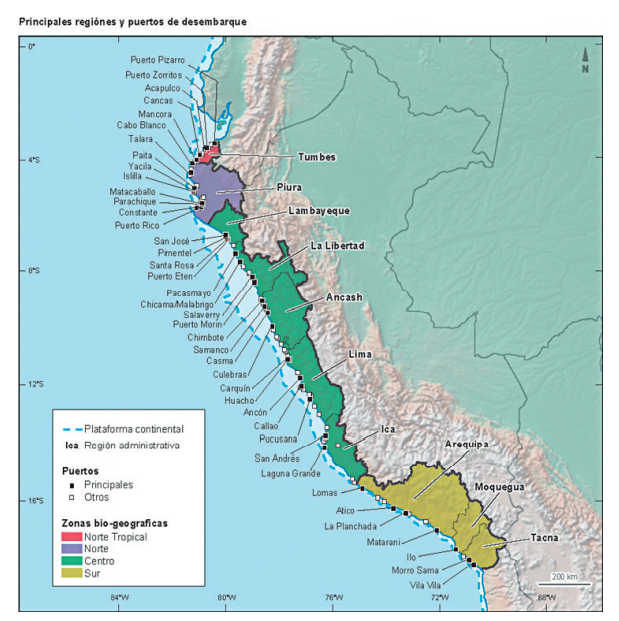 Principales regiónes y puertos de desembarque
0°
4°S
8°S
12°S
16°S
N
Puerto Pizarro
Puerto Zorritos
Acapulco
Cancas
Mancora
Cabo Blanco
Talara
Paita
Yacila
Islilla
Matacaballo
Parachique
Constante
Puerto Rico
San José
Pimentel
Santa Rosa
Puerto Eten
Pacasmayo
Chicama/Malabrigo
Salaverry
Puerto Morin
Chimbote
Samanco
Casma
Culebras
Carquín
Huacho
Ancón
Callao
Pucusana
San Andrés
Laguna Grande
Lomas
Atico
La Planchada
Matarani
Ilo
Morro Sama
Vila Vila
Tumbes
Piura
Lambayeque
La Libertad
Ancash
Lima
Ica
Arequipa
Moquegua
Tacna
Plataforma continental
Ica Región administrativa
Puertos
Principales
Otros
Zonas bio-geograficas
Norte Tropical
Norte
Centro
Sur
200 km
84°W
80°W
76°W
72°W
68°W